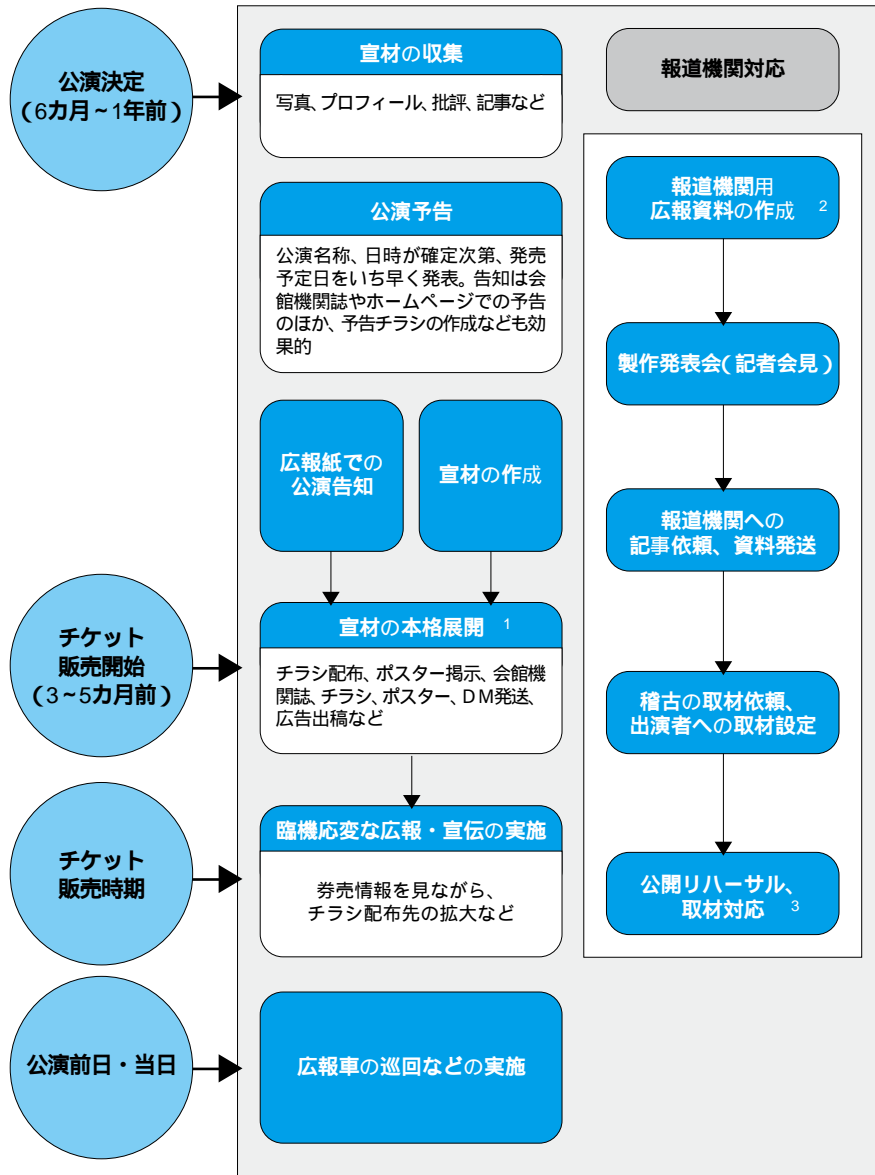 公演決定
(6カ月~1年前)
宣材の収集
写真、プロフィール、批評、記事など
公演予告
公演名称、日時が確定次第、発売
予定日をいち早く発表。告知は会
館機関誌やホームページでの予告
のほか、予告チラシの作成なども効
果的
広報紙での
公演告知
宣材の作成
チケット
販売開始
(3~5カ月前)
宣材の本格展開 1
チラシ配布、ポスター掲示、会館機
関誌、チラシ、ポスター、DM発送、
広告出稿など
チケット
販売時期
臨機応変な広報・宣伝の実施
券売情報を見ながら、
チラシ配布先の拡大など
公演前日・当日
広報車の巡回などの実施
報道機関対応
報道機関用
広報資料の作成 2
製作発表会(記者会見)
報道機関への
記事依頼、資料発送
稽古の取材依頼、
出演者への取材設定
公開リハーサル、
取材対応 3